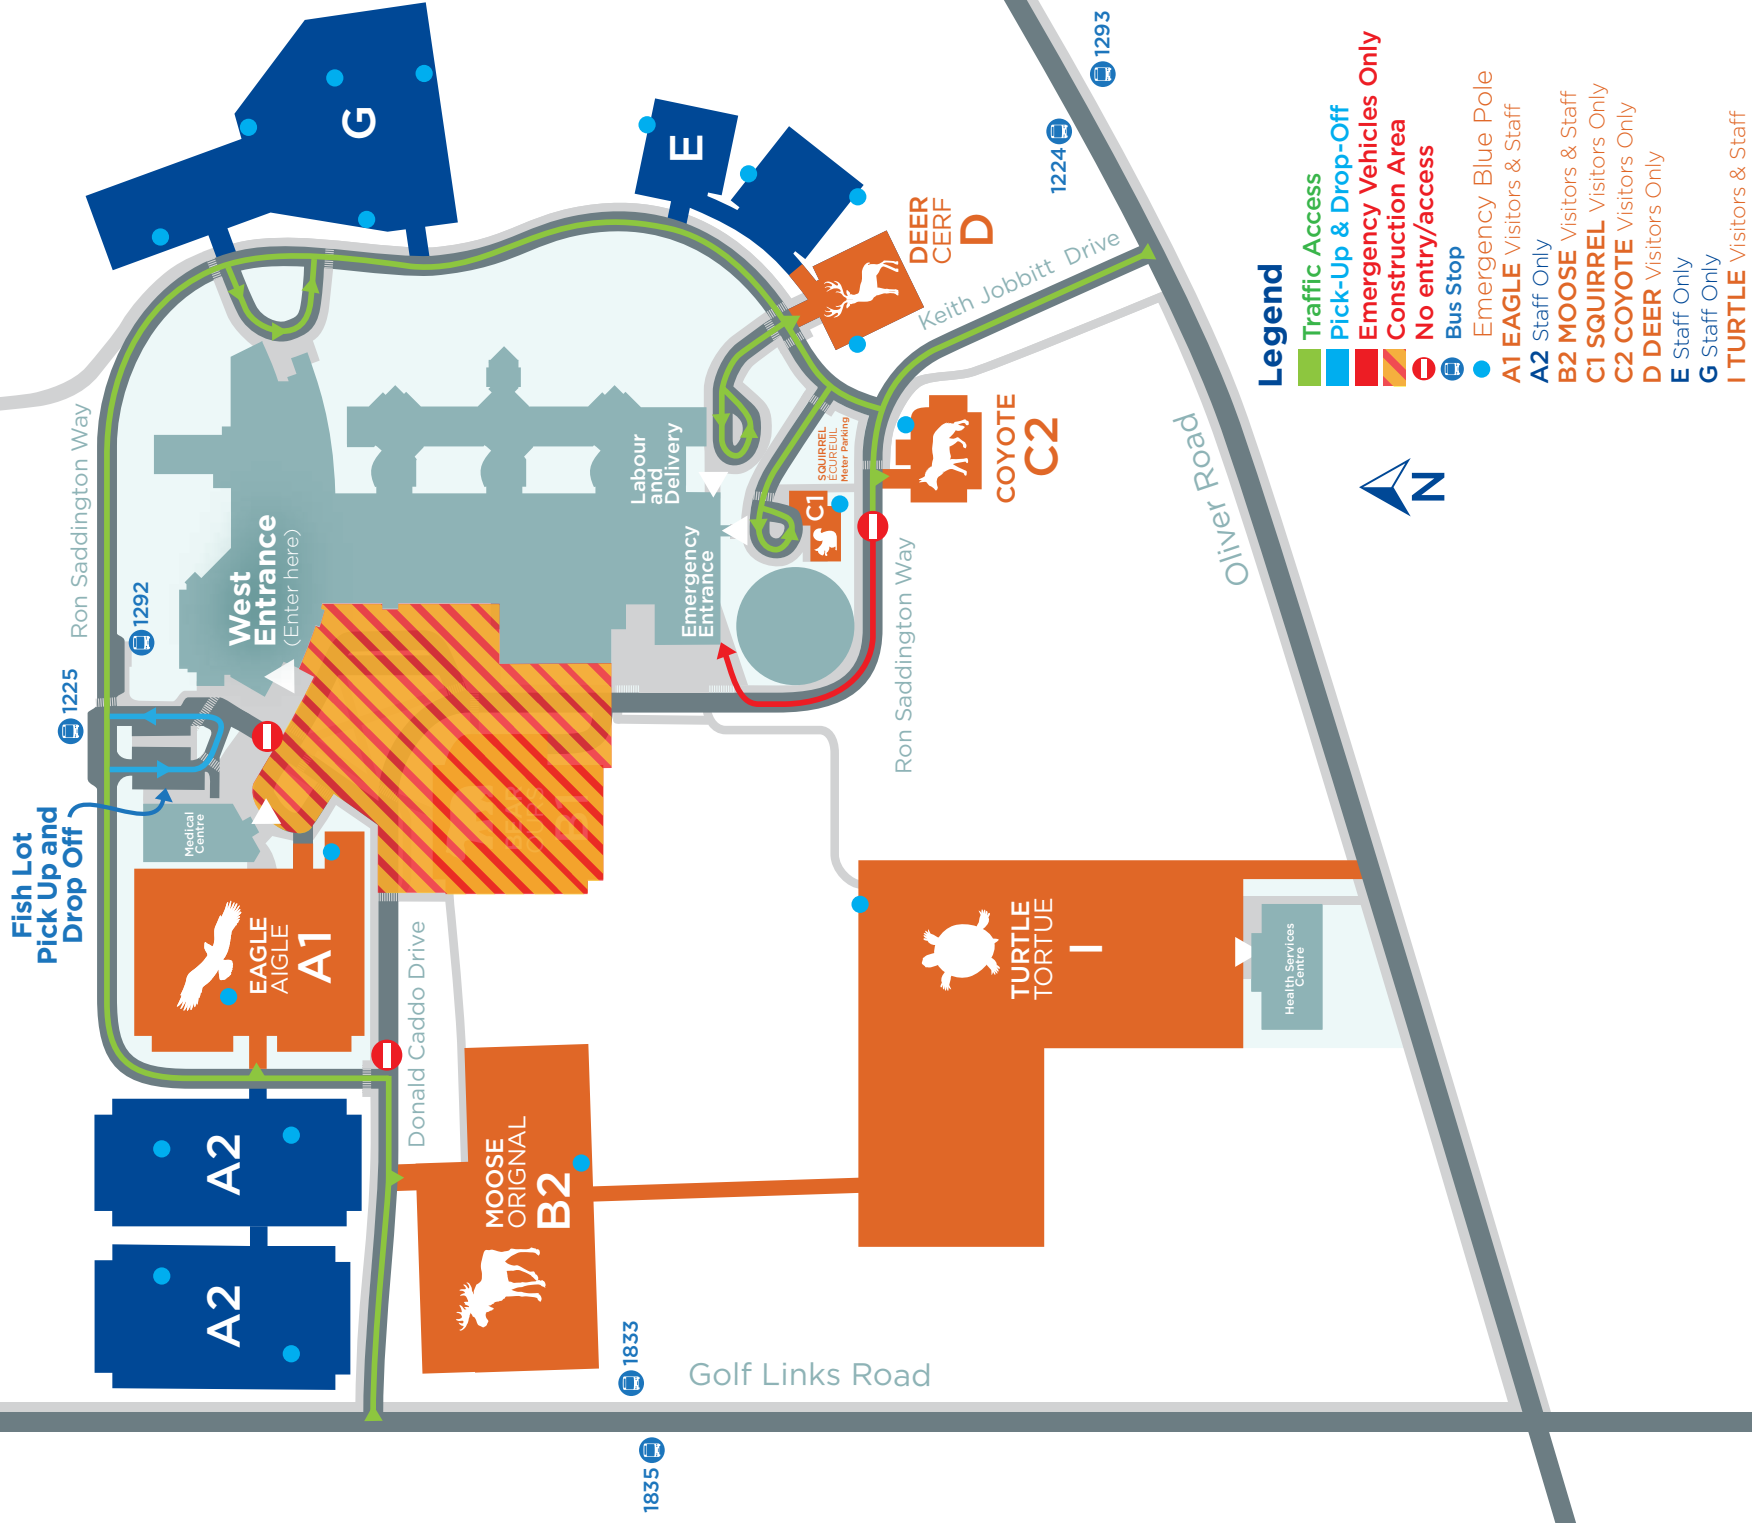 Fish Lot
Pick Up and
Drop Off
1225
1292
Ron Saddington Way
West
Entrance
(Enter here)
Medical
Centre
EAGLE
AIGLE
A1
A2
A2
G
E
DEER
CERF
D
Labour
and
Delivery
Emergency
Entrance
SQUIRREL
ÉCUREUIL
Meter Parking
C1
COYOTE
C2
Keith Jobbitt Drive
Ron Saddington Way
Donald Caddo Drive
MOOSE
ORIGNAL
B2
TURTLE
TORTUE
I
Health Services
Centre
Golf Links Road
1833
1835
Oliver Road
1224
1293
N
Legend
Traffic Access
Pick-Up & Drop-Off
Emergency Vehicles Only
Construction Area
No entry/access
Bus Stop
Emergency Blue Pole
A1 EAGLE Visitors & Staff
A2 Staff Only
B2 MOOSE Visitors & Staff
C1 SQUIRREL Visitors Only
C2 COYOTE Visitors Only
D DEER Visitors Only
E Staff Only
G Staff Only
I TURTLE Visitors & Staff